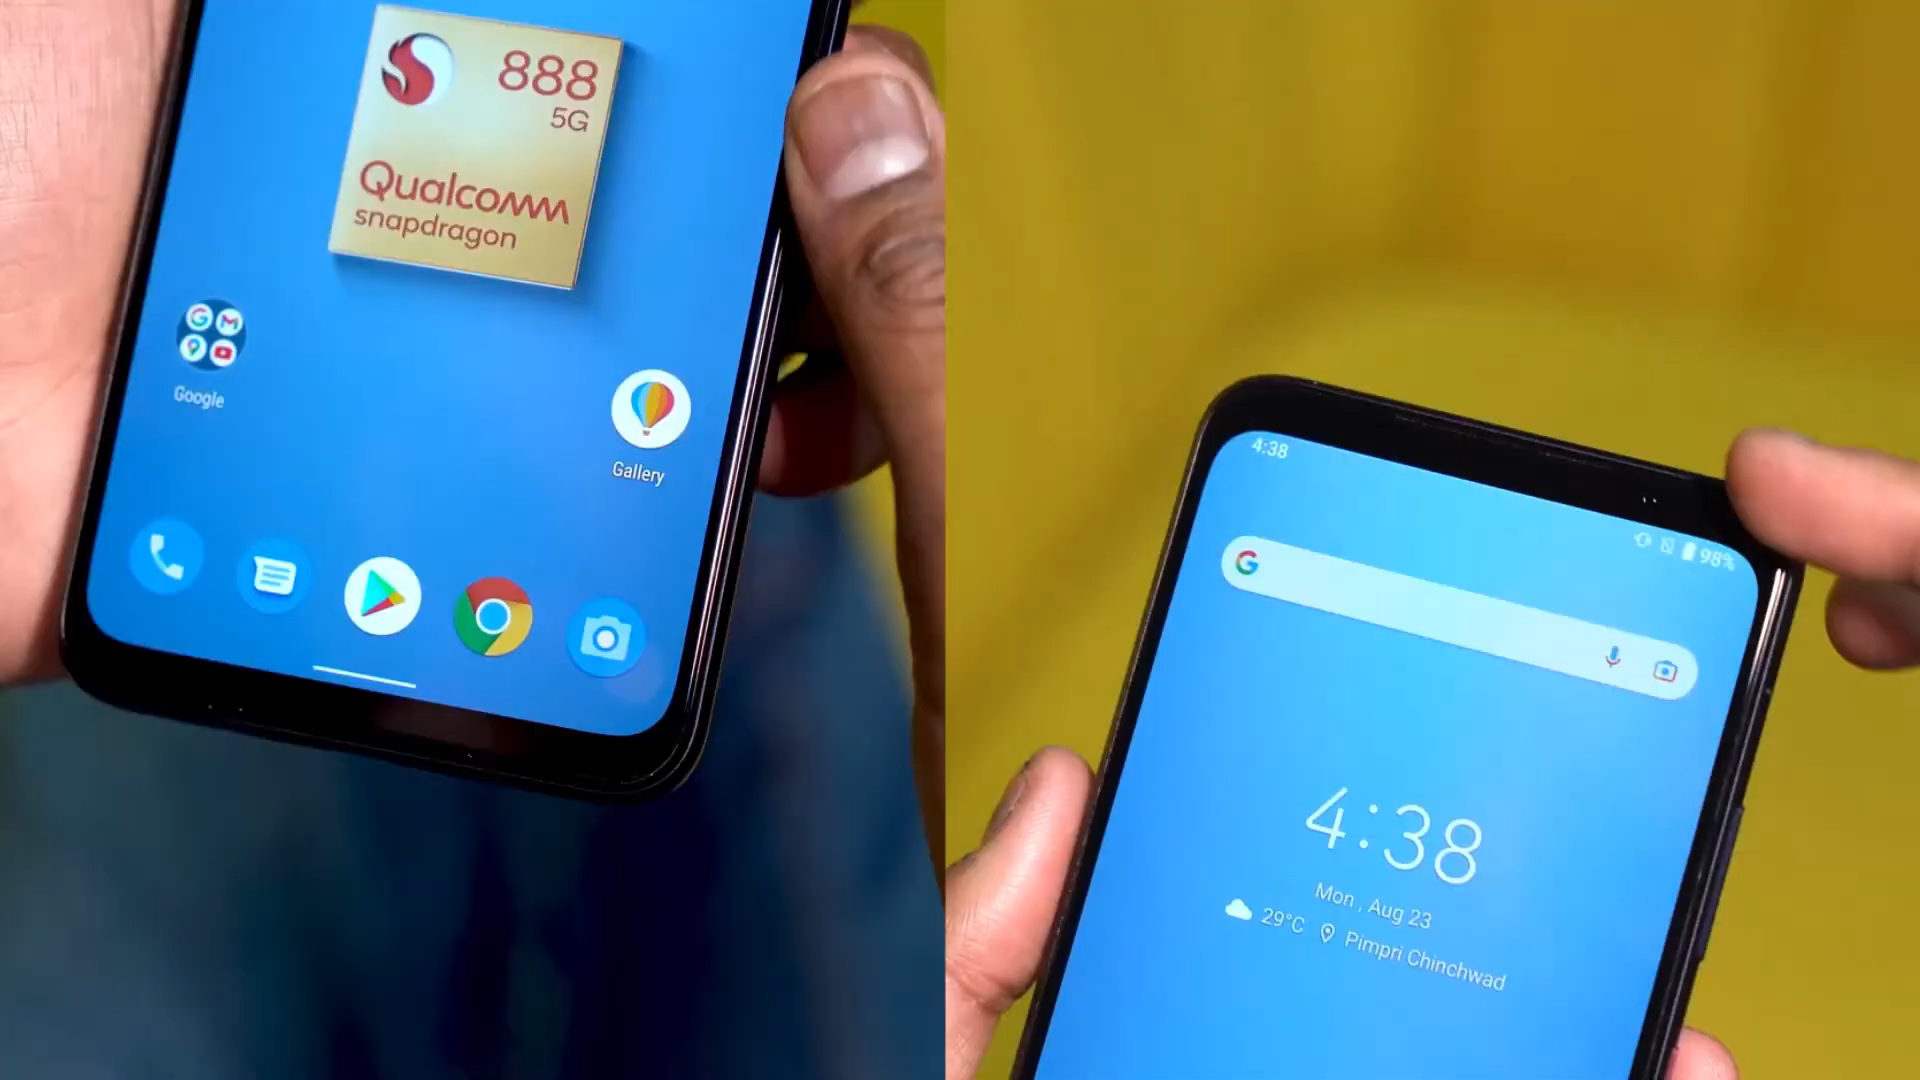 888
5G
Qualcomm
snapdragon
Google
Gallery
4:38
98%
4:38
Mon, Aug 23
29°C Pimpri Chinchwad